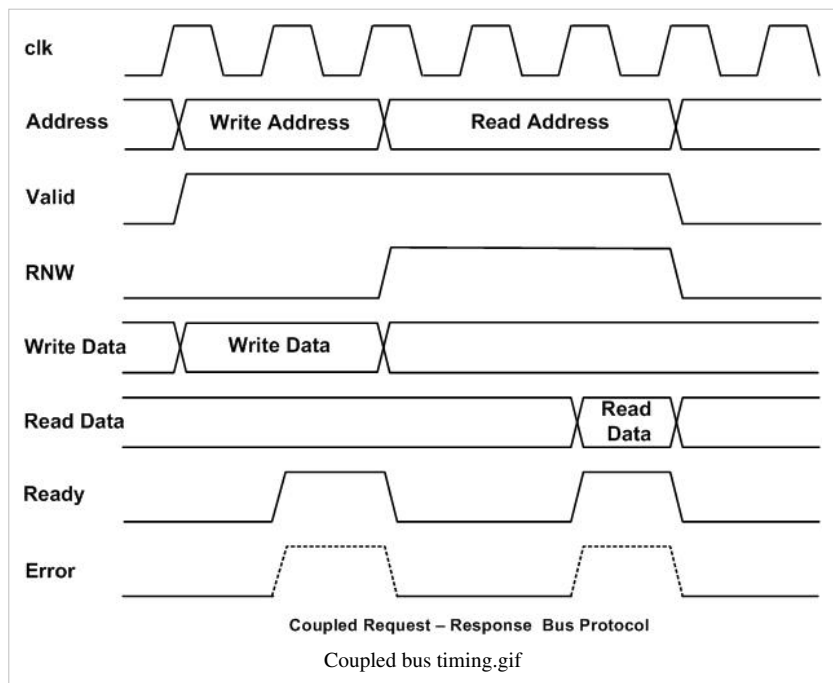 clk
Address
Write Address
Read Address
Valid
RNW
Write Data
Write Data
Read Data
Read
Data
Ready
Error
Coupled Request – Response Bus Protocol
Coupled bus timing.gif